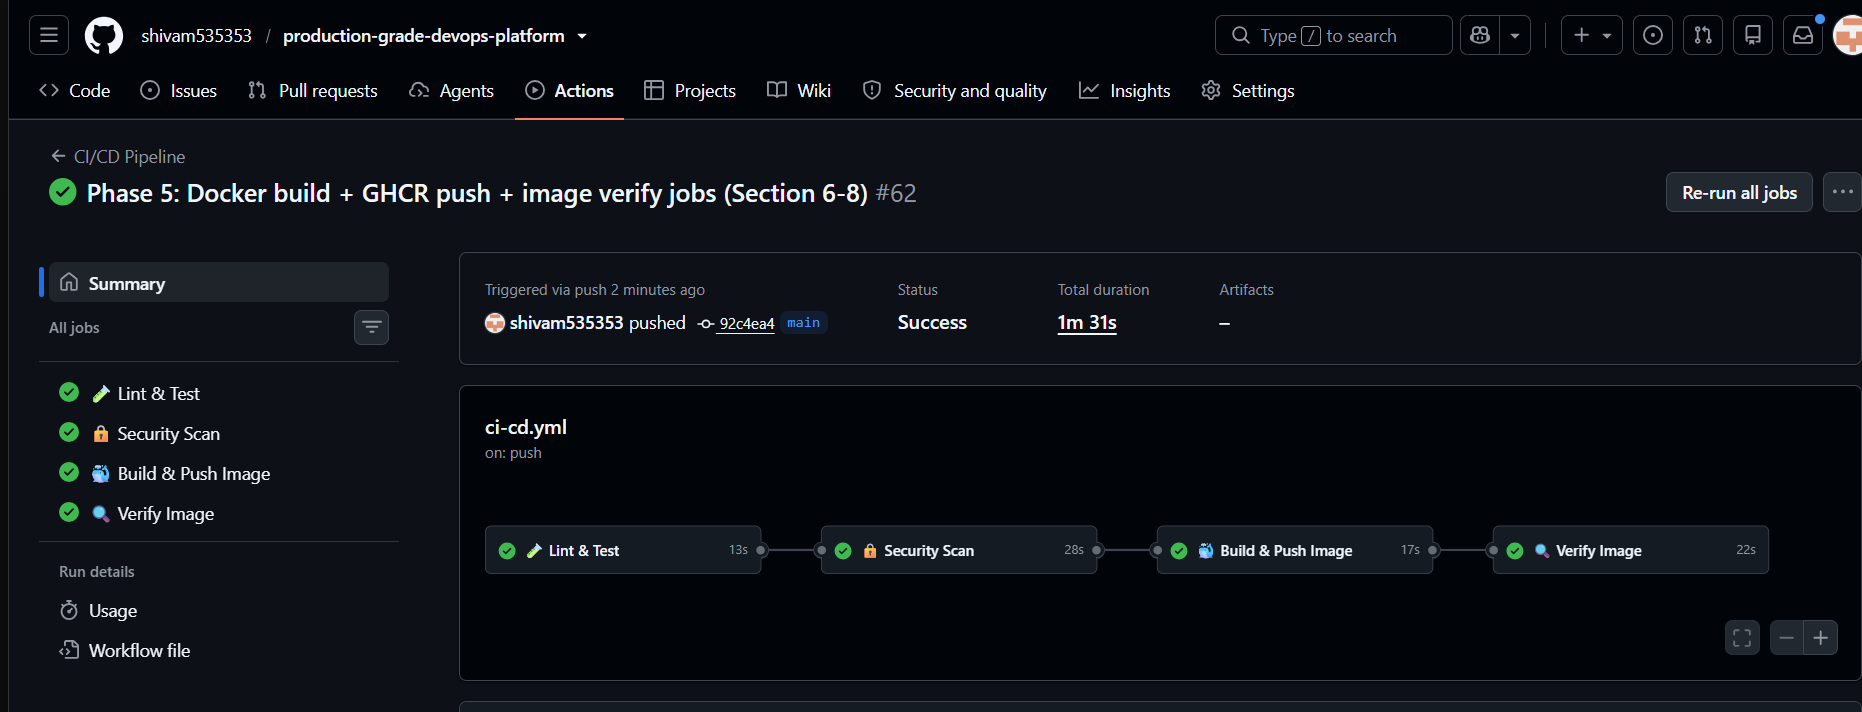 shivam535353 / production-grade-devops-platform
Type / to search
Code Issues Pull requests Agents Actions Projects Wiki Security and quality Insights Settings
CI/CD Pipeline
Phase 5: Docker build + GHCR push + image verify jobs (Section 6-8) #62
Re-run all jobs
Summary
All jobs
Lint & Test
Security Scan
Build & Push Image
Verify Image
Run details
Usage
Workflow file
Triggered via push 2 minutes ago
shivam535353 pushed 92c4ea4 main
Status
Success
Total duration
1m 31s
Artifacts
–
ci-cd.yml
on: push
Lint & Test 13s
Security Scan 28s
Build & Push Image 17s
Verify Image 22s